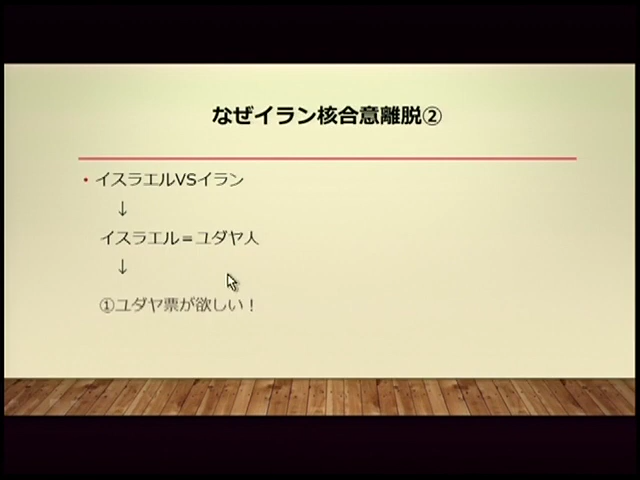 なぜイラン核合意離脱②
・イスラエルVSイラン
↓
イスラエル＝ユダヤ人
↓
①ユダヤ票が欲しい！